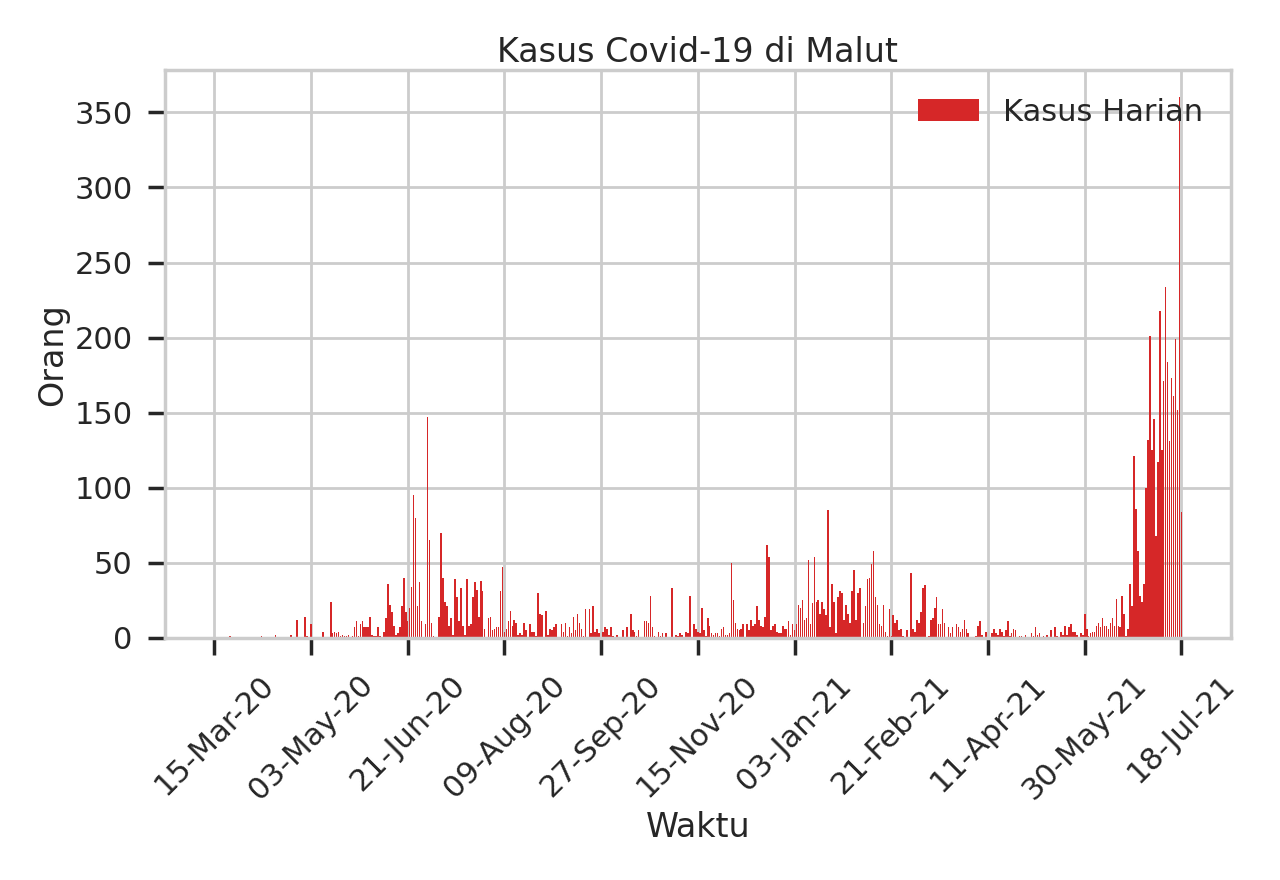 Kasus Covid-19 di Malut
Kasus Harian
350
300
250
200
150
100
50
0
Orang
15-Mar-20
03-May-20
21-Jun-20
09-Aug-20
27-Sep-20
15-Nov-20
03-Jan-21
21-Feb-21
11-Apr-21
30-May-21
18-Jul-21
Waktu